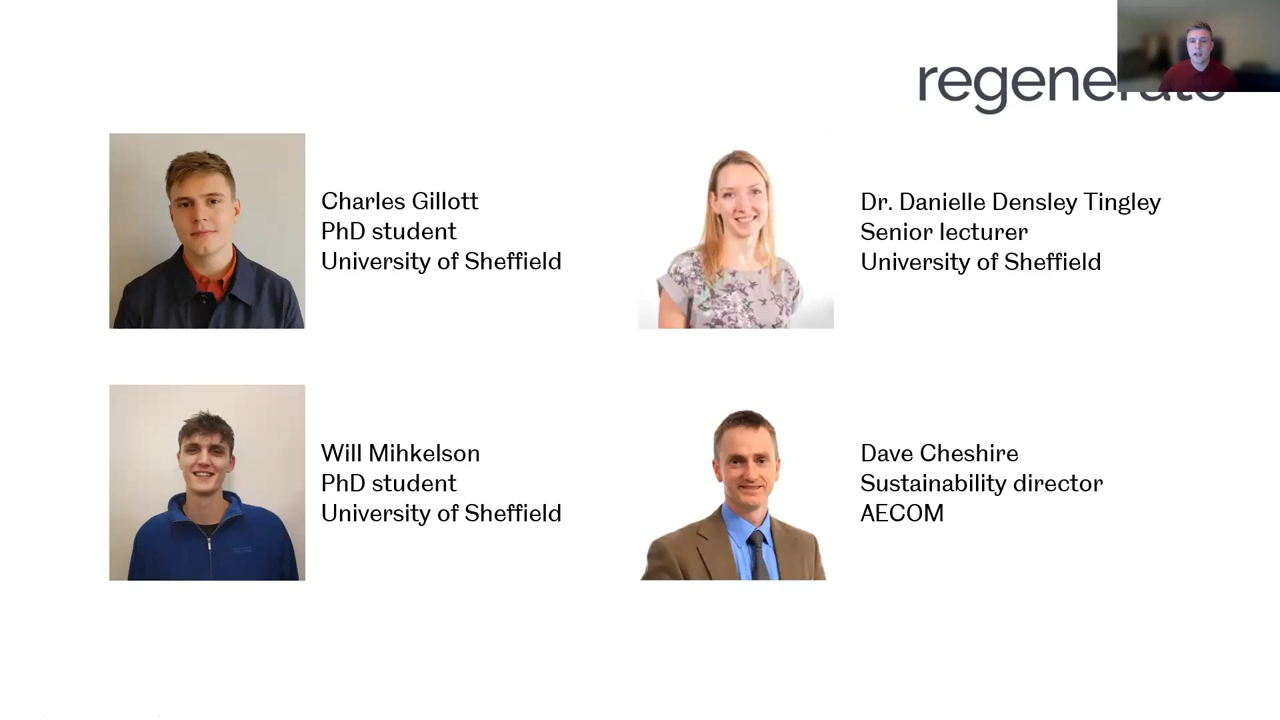 regenerate
Charles Gillott
PhD student
University of Sheffield
Dr. Danielle Densley Tingley
Senior lecturer
University of Sheffield
Will Mihkelson
PhD student
University of Sheffield
Dave Cheshire
Sustainability director
AECOM